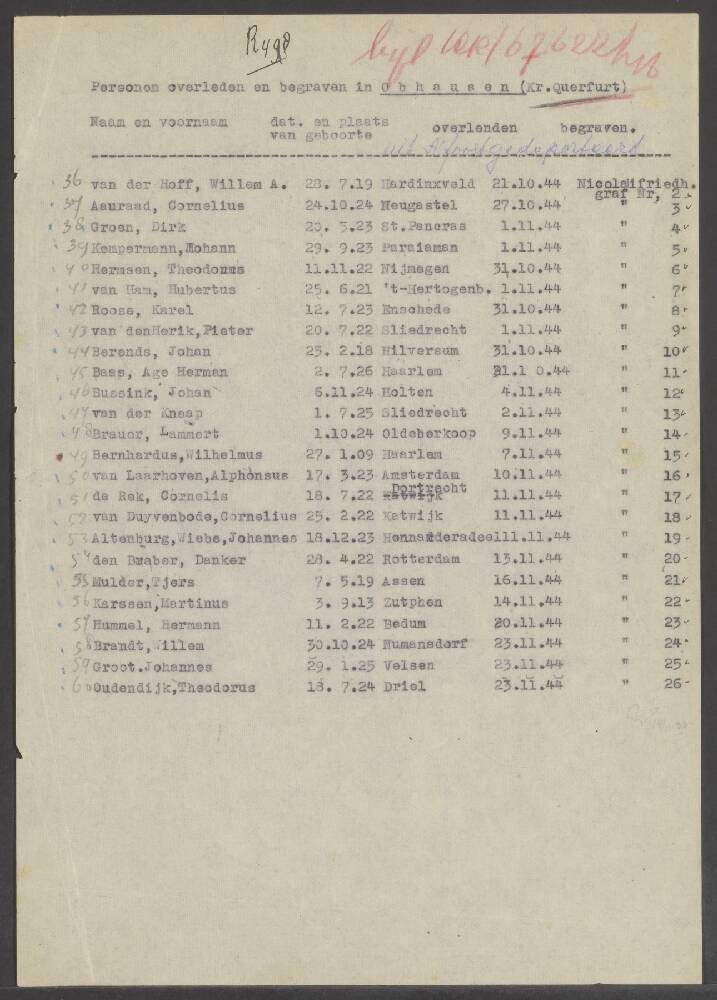 Personen overleden en begraven in Obhausen (Kr.Querfurt)
Naam en voornaam dat. en plaats van geboorte overlenden begraven.
36 van der Hoff, Willem A. 28. 7.19 Hardinxveld 21.10.44 Nicolaifriedh. graf Nr, 2
37 Aauraad, Cornelius 24.10.24 Heugastel 27.10.44 " 3
38 Groen, Dirk 20. 5.23 St.Pancras 1.11.44 " 4
39 Kempermann, Johann 29. 9.23 Paraiaman 1.11.44 " 5
40 Hermsen, Theodorus 11.11.22 Nijmegen 31.10.44 " 6
41 van Ham, Hubertus 25. 6.21 't-Hertogenb. 1.11.44 " 7
42 Roose, Karel 12. 7.23 Enschede 31.10.44 " 8
43 van denHerik, Pieter 20. 7.22 Sliedrecht 1.11.44 " 9
44 Berends, Johan 25. 2.18 Hilversum 31.10.44 " 10
45 Baas, Age Herman 2. 7.26 Haarlem 31.1 0.44 " 11
46 Bussink, Johan 6.11.24 Holten 4.11.44 " 12
47 van der Knaap 1. 7.25 Sliedrecht 2.11.44 " 13
48 Brauer, Lammert 1.10.24 Oldeberkoop 9.11.44 " 14
49 Bernhardus, Wilhelmus 27. 1.09 Haarlem 7.11.44 " 15
50 van Laarhoven, Alphonsus 17. 3.23 Amsterdam 10.11.44 " 16
51 de Rek, Cornelis 18. 7.22 Katwijk Dortrecht 11.11.44 " 17
52 van Duyvenbode, Cornelius 25. 2.22 Katwijk 11.11.44 " 18
53 Altenburg, Wiebe, Johannes 18.12.23 Hennaarderadeel 11.11.44 " 19
54 den Braber, Danker 28. 4.22 Rotterdam 13.11.44 " 20
55 Mulder, Tjers 7. 5.19 Assen 16.11.44 " 21
56 Karssen, Martinus 3. 9.13 Zutphen 14.11.44 " 22
57 Hummel, Hermann 11. 2.22 Bedum 20.11.44 " 23
58 Brandt, Willem 30.10.24 Numansdorf 23.11.44 " 24
59 Groot. Johannes 29. 1.25 Velsen 23.11.44 " 25
60 Oudendijk, Theodorus 18. 7.24 Driel 23.11.44 " 26